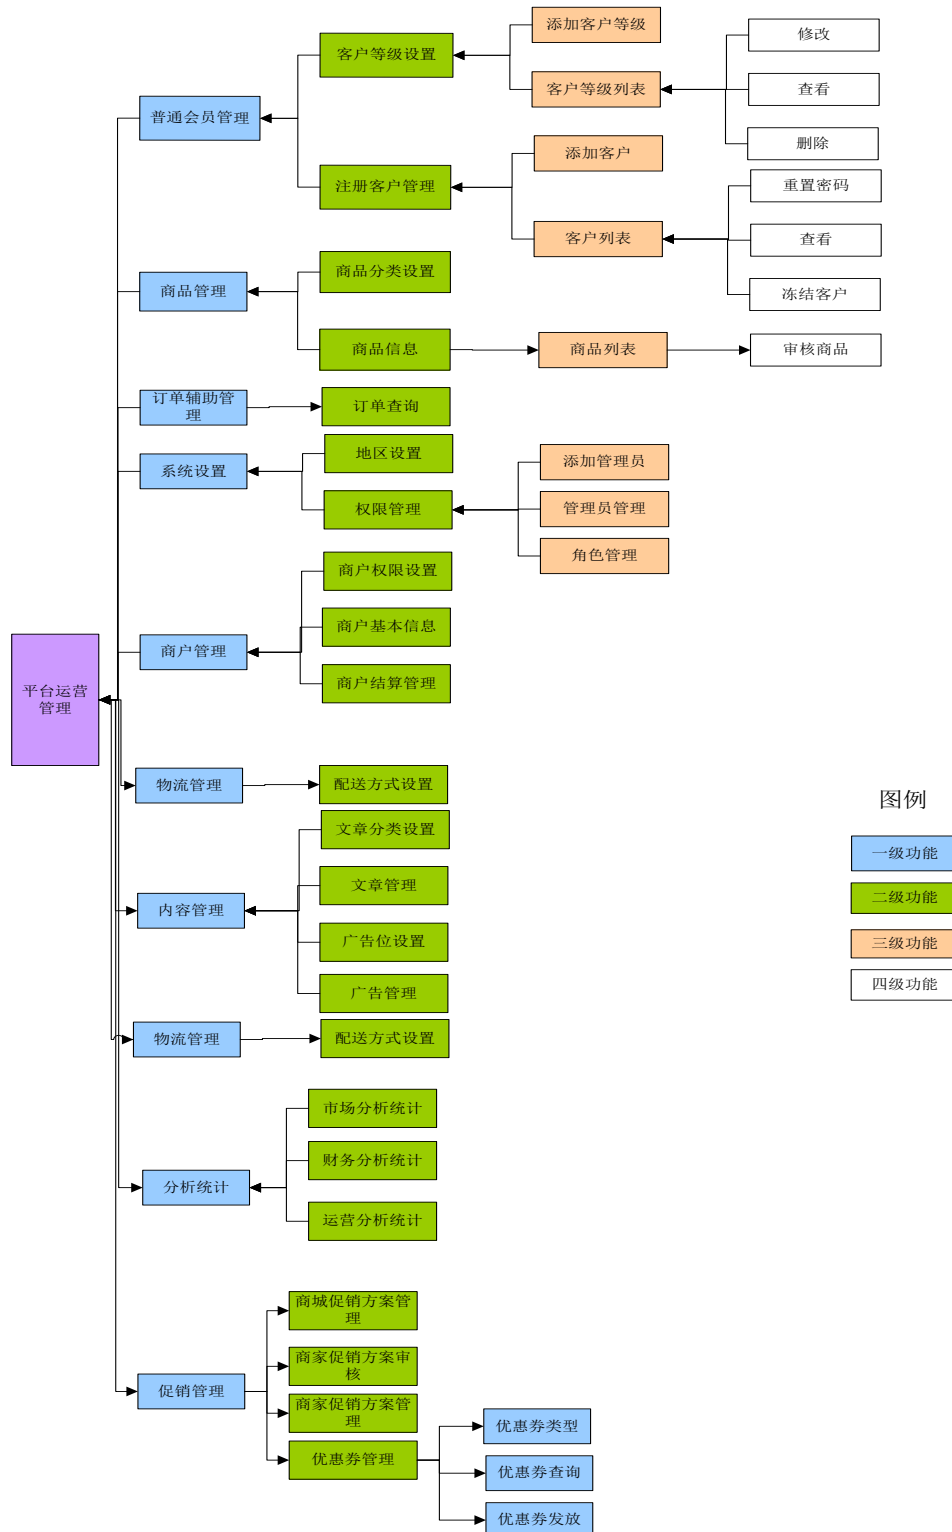 添加客户等级
修改
客户等级设置
客户等级列表
查看
普通会员管理
删除
添加客户
注册客户管理
重置密码
客户列表
查看
商品分类设置
商品管理
冻结客户
商品信息
商品列表
审核商品
订单辅助管
理
订单查询
地区设置
添加管理员
系统设置
权限管理
管理员管理
角色管理
商户权限设置
商户基本信息
商户管理
商户结算管理
平台运营
管理
物流管理
配送方式设置
图例
文章分类设置
一级功能
文章管理
二级功能
内容管理
广告位设置
三级功能
广告管理
四级功能
物流管理
配送方式设置
市场分析统计
财务分析统计
分析统计
运营分析统计
商城促销方案管
理
商家促销方案审
核
促销管理
商家促销方案管
理
优惠券类型
优惠券管理
优惠券查询
优惠券发放